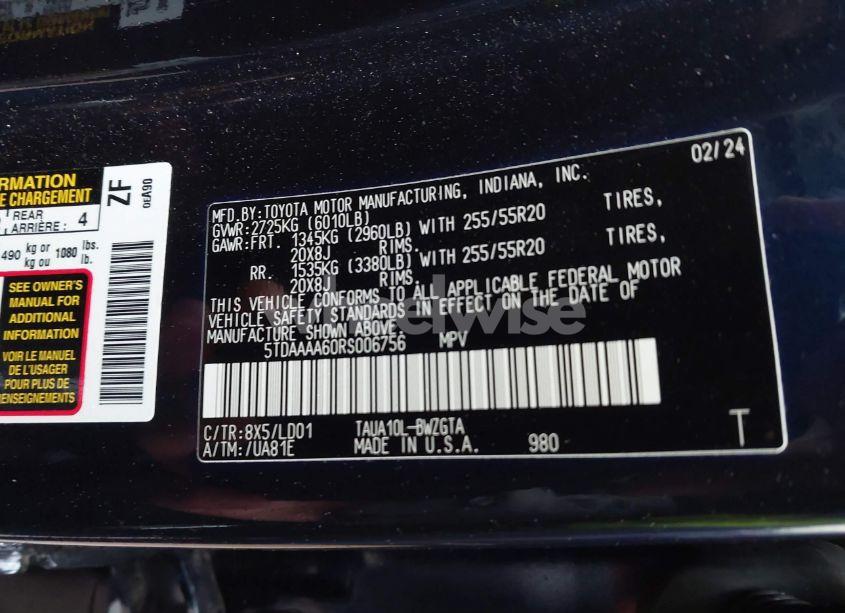 RMATION
E CHARGEMENT
REAR
ARRIÈRE: 4
490 kg or 1080 lbs.
kg ou lb.
SEE OWNER'S
MANUAL FOR
ADDITIONAL
INFORMATION
VOIR LE MANUEL
DE L'USAGER
POUR PLUS DE
RENSEIGNEMENTS
ZF
0EA90
02/24
MFD.BY:TOYOTA MOTOR MANUFACTURING, INDIANA, INC.
GVWR:2725KG (6010LB)
GAWR:FRT. 1345KG (2960LB) WITH 255/55R20 TIRES,
20X8J RIMS.
RR. 1535KG (3380LB) WITH 255/55R20 TIRES,
20X8J RIMS.
THIS VEHICLE CONFORMS TO ALL APPLICABLE FEDERAL MOTOR
VEHICLE SAFETY STANDARDS IN EFFECT ON THE DATE OF
MANUFACTURE SHOWN ABOVE.
5TDAAAA60RS006756 MPV
C/TR:8X5/LD01 TAUA10L-BWZGTA
A/TM: /UA81E MADE IN U.S.A. 980
T